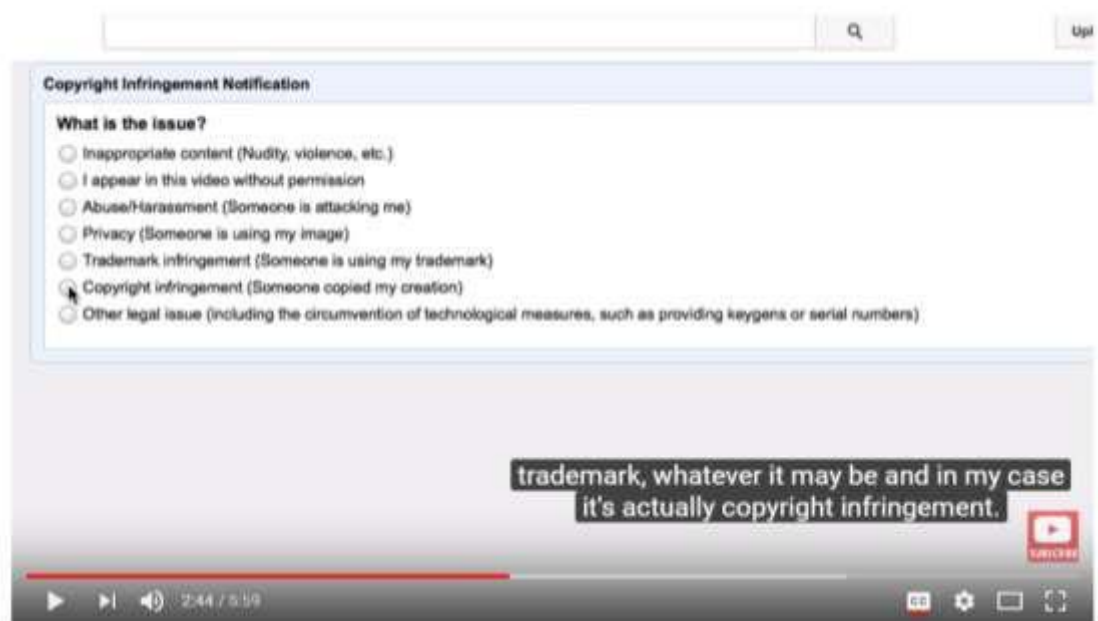 Upl
Copyright Infringement Notification
What is the issue?
Inappropriate content (Nudity, violence, etc.)
I appear in this video without permission
Abuse/Harassment (Someone is attacking me)
Privacy (Someone is using my image)
Trademark infringement (Someone is using my trademark)
Copyright infringement (Someone copied my creation)
Other legal issue (including the circumvention of technological measures, such as providing keygens or serial numbers)
trademark, whatever it may be and in my case
it's actually copyright infringement.
SUBSCRIBE
2:44 / 5:59
CC